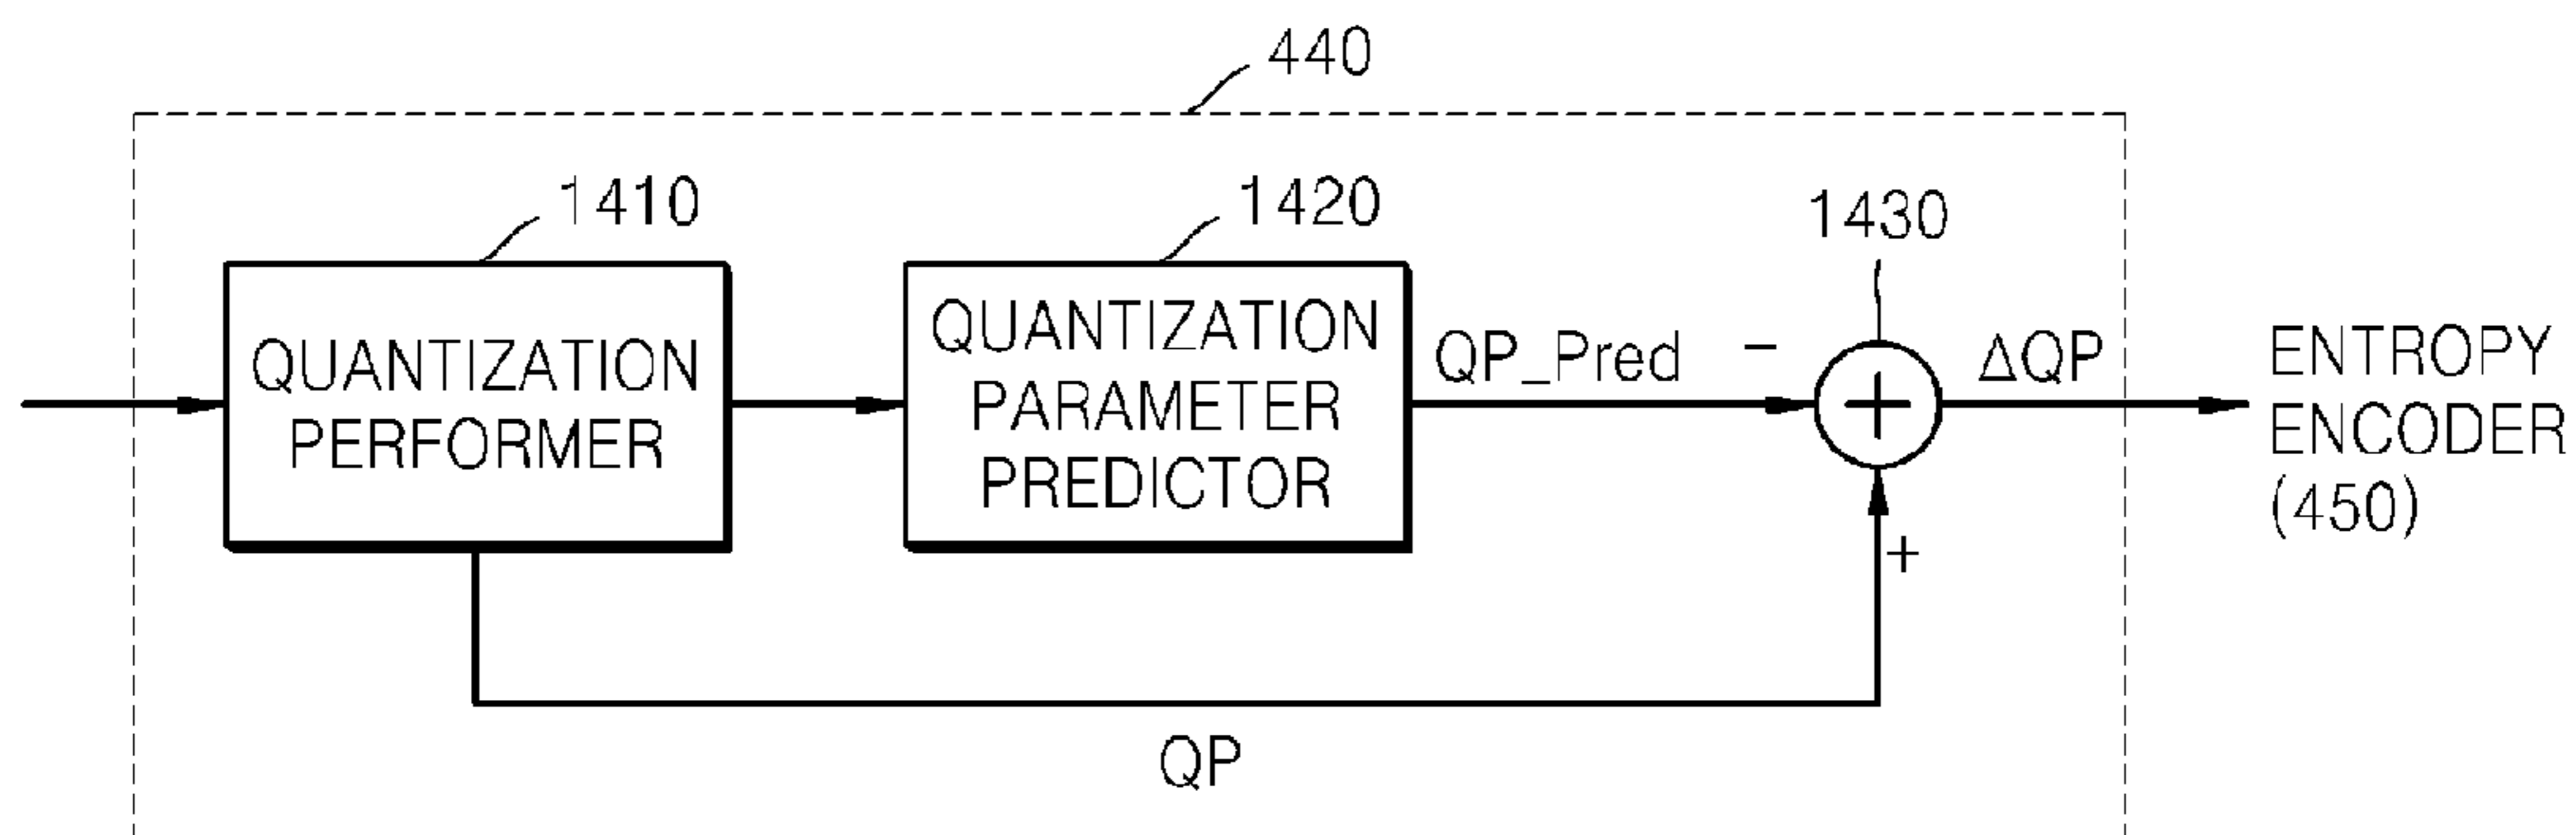 440
1410
1420
1430
QUANTIZATION
PERFORMER
QUANTIZATION
PARAMETER
PREDICTOR
QP_Pred
−
+
ΔQP
+
ENTROPY
ENCODER
(450)
QP